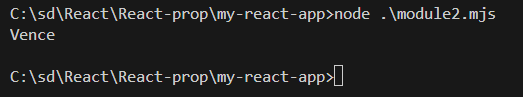 C:\sd\React\React-prop\my-react-app>node .\module2.mjs
Vence
C:\sd\React\React-prop\my-react-app>